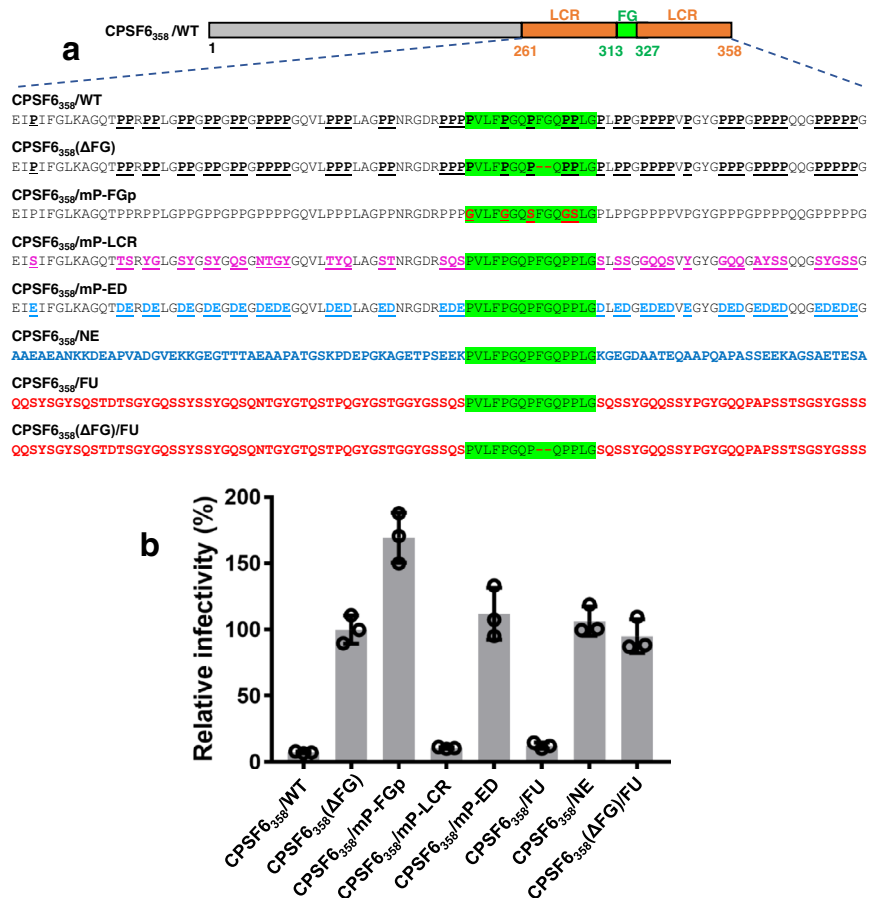 a
CPSF6358/WT
LCR FG LCR
1 261 313 327 358
CPSF6358/WT
EIPIFGLKAGQTPPRPPLGPPGPPGPPGPPPPGQVLPPPLAGPPNRGDRPPPPVLFPGQPFGQPPLGPLPPGPPPPVPGYGPPPGPPPPQQGPPPPPG
CPSF6358(ΔFG)
EIPIFGLKAGQTPPRPPLGPPGPPGPPGPPPPGQVLPPPLAGPPNRGDRPPPPVLFPGQP--QPPLGPLPPGPPPPVPGYGPPPGPPPPQQGPPPPPG
CPSF6358/mP-FGp
EIPIFGLKAGQTPPRPPLGPPGPPGPPGPPPPGQVLPPPLAGPPNRGDRPPPGVLFGGQSFGQGSLGPLPPGPPPPVPGYGPPPGPPPPQQGPPPPPG
CPSF6358/mP-LCR
EISIFGLKAGQTTSRYGLGSYGSYGQSGNTGYGQVLTYQLAGSTNRGDRSQSPVLFPGQPFGQPPLGSLSSGGQQSVYGYGGQQGAYSSQQGSYGSSG
CPSF6358/mP-ED
EIEIFGLKAGQTDERDELGDEGDEGDEGDEDEGQVLDEDLAGEDNRGDREDEPVLFPGQPFGQPPLGDLEDGEDEDVEGYGDEDGEDEDQQGEDEDEG
CPSF6358/NE
AAEAEANKKDEAPVADGVEKKGEGTTTAEAAPATGSKPDEPGKAGETPSEEKPVLFPGQPFGQPPLGKGEGDAATEQAAPQAPASSEEKAGSAETESA
CPSF6358/FU
QQSYSGYSQSTDTSGYGQSSYSSYGQSQNTGYGTQSTPQGYGSTGGYGSSQSPVLFPGQPFGQPPLGSQSSYGQQSSYPGYGQQPAPSSTSGSYGSSS
CPSF6358(ΔFG)/FU
QQSYSGYSQSTDTSGYGQSSYSSYGQSQNTGYGTQSTPQGYGSTGGYGSSQSPVLFPGQP--QPPLGSQSSYGQQSSYPGYGQQPAPSSTSGSYGSSS
b
Relative infectivity (%)
200
150
100
50
0
CPSF6358/WT
CPSF6358(ΔFG)
CPSF6358/mP-FGp
CPSF6358/mP-LCR
CPSF6358/mP-ED
CPSF6358/FU
CPSF6358/NE
CPSF6358(ΔFG)/FU